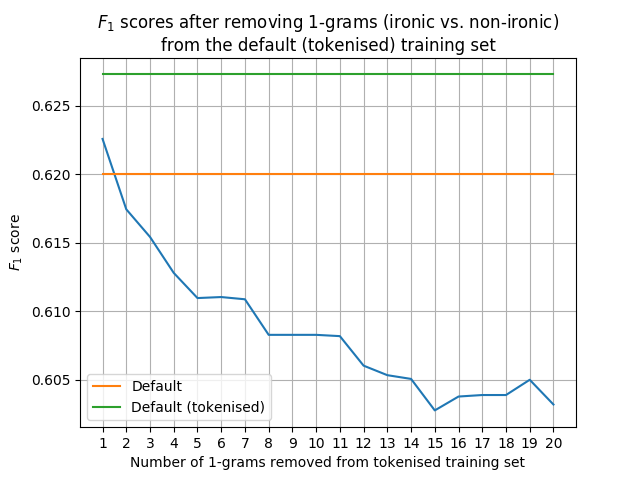 F₁ scores after removing 1-grams (ironic vs. non-ironic)
from the default (tokenised) training set
F₁ score
0.625
0.620
0.615
0.610
0.605
Default
Default (tokenised)
1 2 3 4 5 6 7 8 9 10 11 12 13 14 15 16 17 18 19 20
Number of 1-grams removed from tokenised training set